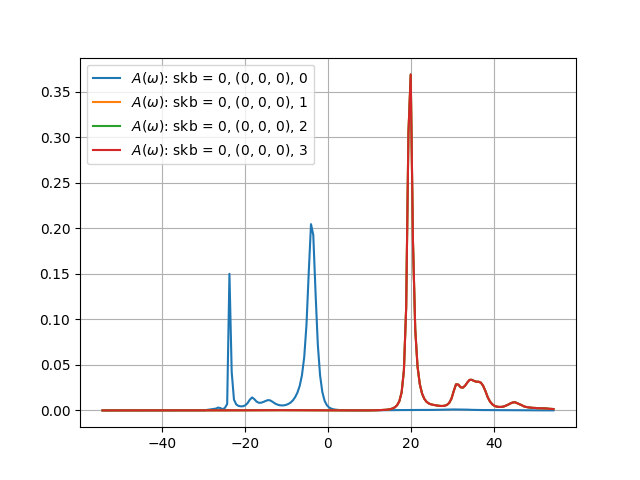 A(ω): skb = 0, (0, 0, 0), 0
A(ω): skb = 0, (0, 0, 0), 1
A(ω): skb = 0, (0, 0, 0), 2
A(ω): skb = 0, (0, 0, 0), 3
0.35
0.30
0.25
0.20
0.15
0.10
0.05
0.00
−40 −20 0 20 40